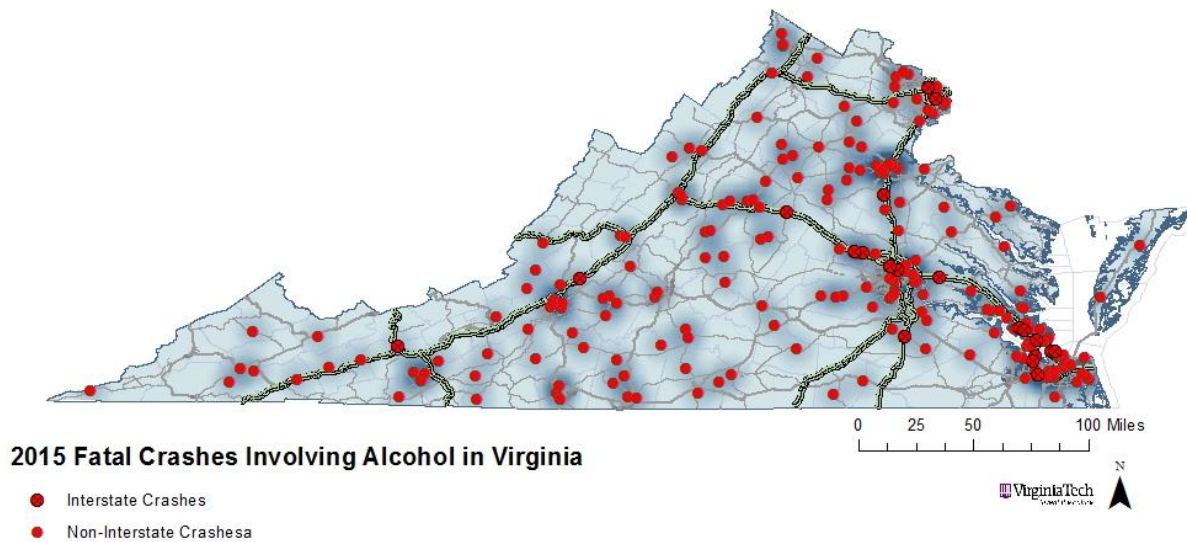 0 25 50 100 Miles
2015 Fatal Crashes Involving Alcohol in Virginia
N
Interstate Crashes
VirginiaTech
Non-Interstate Crashesa